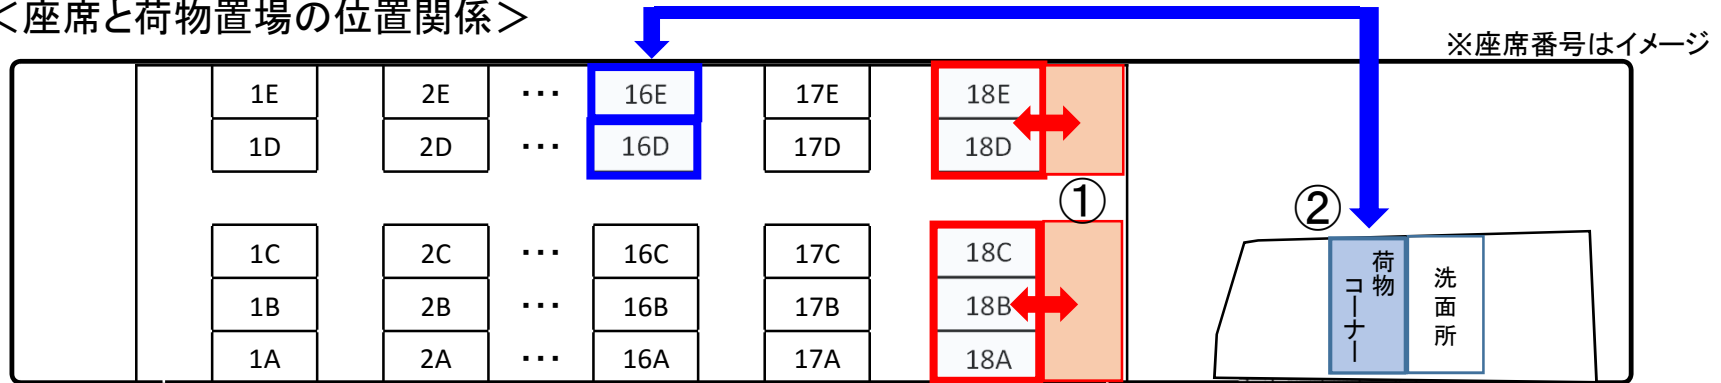 ＜座席と荷物置場の位置関係＞
※座席番号はイメージ
1E 2E ･･･ 16E 17E 18E
1D 2D ･･･ 16D 17D 18D
①
②
1C 2C ･･･ 16C 17C 18C
1B 2B ･･･ 16B 17B 18B
1A 2A ･･･ 16A 17A 18A
荷物
コーナー
洗面所